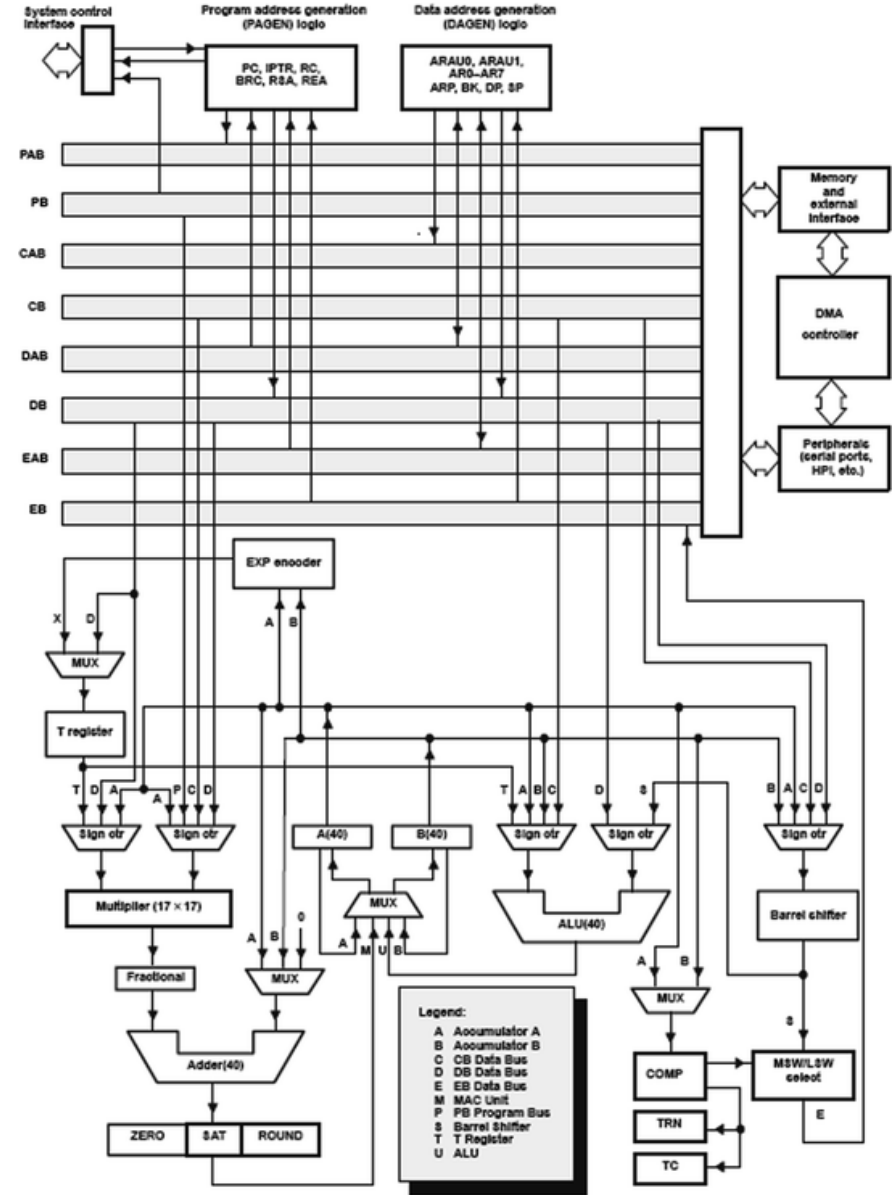 System control
interface
Program address generation
(PAGEN) logic
Data address generation
(DAGEN) logic
PC, IPTR, RC,
BRC, RSA, REA
ARAU0, ARAU1,
AR0–AR7
ARP, BK, DP, SP
PAB
PB
CAB
CB
DAB
DB
EAB
EB
Memory
and
external
interface
DMA
controller
Peripherals
(serial ports,
HPI, etc.)
EXP enoder
X
D
A
B
MUX
T register
T
D
A
A
P
C
D
T
A
B
C
D
S
B
A
C
D
Sign ctr
Sign ctr
A(40)
B(40)
Sign ctr
Sign ctr
Sign ctr
Multiplier (17 × 17)
MUX
ALU(40)
Barrel shifter
A
B
0
A
M
U
B
A
B
Fractional
MUX
MUX
S
Adder(40)
COMP
MSW/LSW
select
E
ZERO
SAT
ROUND
TRN
TC
Legend:
A Accumulator A
B Accumulator B
C CB Data Bus
D DB Data Bus
E EB Data Bus
M MAC Unit
P PB Program Bus
S Barrel Shifter
T T Register
U ALU